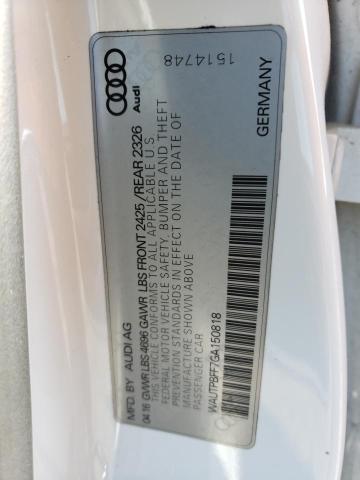 Audi
1514748
MFD. BY AUDI AG
04·16 GVWR LBS 4696 GAWR LBS FRONT 2425/REAR 2326
THIS VEHICLE CONFORMS TO ALL APPLICABLE U.S.
FEDERAL MOTOR VEHICLE SAFETY, BUMPER AND THEFT
PREVENTION STANDARDS IN EFFECT ON THE DATE OF
MANUFACTURE SHOWN ABOVE
PASSENGER CAR
WAUTPBFF7GA150818
GERMANY